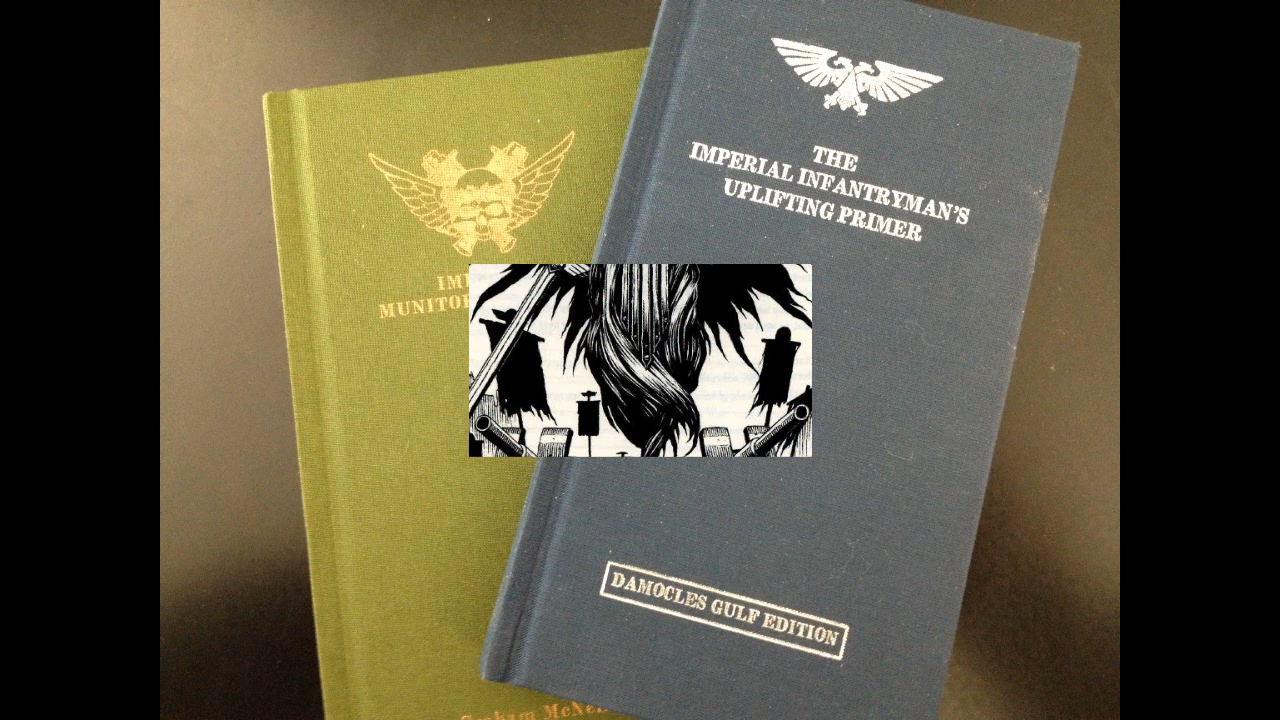 THE
IMPERIAL INFANTRYMAN'S
UPLIFTING PRIMER
DAMOCLES GULF EDITION